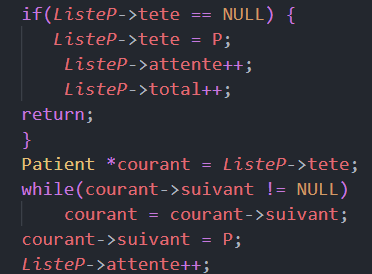 if(ListeP->tete == NULL) {
ListeP->tete = P;
ListeP->attente++;
ListeP->total++;
return;
}
Patient *courant = ListeP->tete;
while(courant->suivant != NULL)
courant = courant->suivant;
courant->suivant = P;
ListeP->attente++;